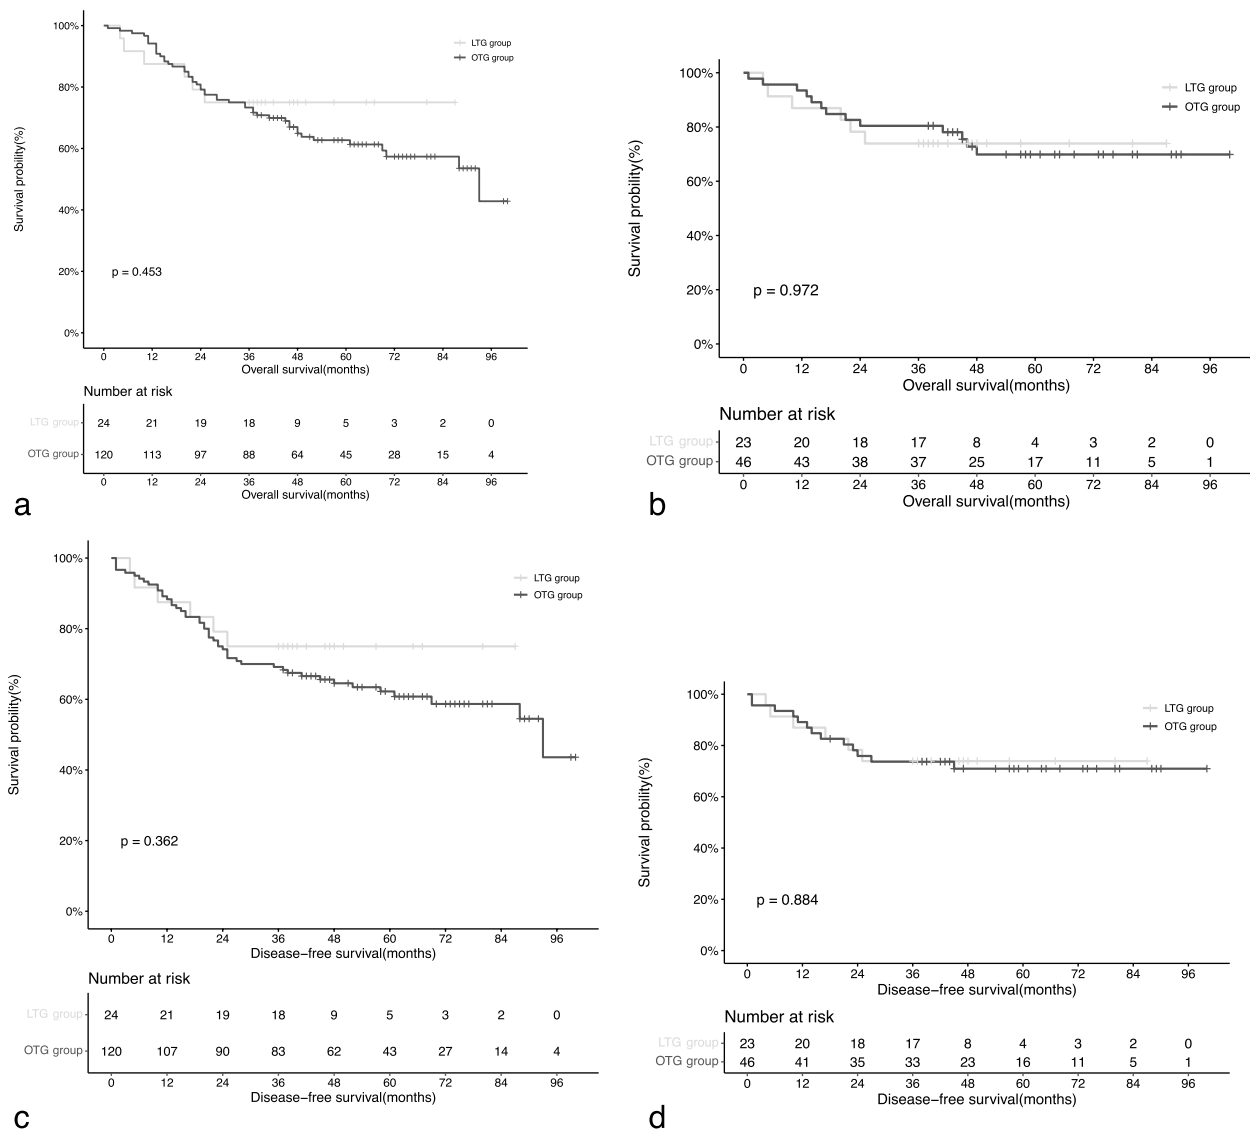 100%
80%
60%
40%
20%
0%
Survival probility(%)
LTG group
OTG group
p = 0.453
0 12 24 36 48 60 72 84 96
Overall survival(months)
Number at risk
LTG group 24 21 19 18 9 5 3 2 0
OTG group 120 113 97 88 64 45 28 15 4
0 12 24 36 48 60 72 84 96
Overall survival(months)
a
100%
80%
60%
40%
20%
0%
Survival probility(%)
LTG group
OTG group
p = 0.972
0 12 24 36 48 60 72 84 96
Overall survival(months)
Number at risk
LTG group 23 20 18 17 8 4 3 2 0
OTG group 46 43 38 37 25 17 11 5 1
0 12 24 36 48 60 72 84 96
Overall survival(months)
b
100%
80%
60%
40%
20%
0%
Survival probility(%)
LTG group
OTG group
p = 0.362
0 12 24 36 48 60 72 84 96
Disease−free survival(months)
Number at risk
LTG group 24 21 19 18 9 5 3 2 0
OTG group 120 107 90 83 62 43 27 14 4
0 12 24 36 48 60 72 84 96
Disease−free survival(months)
c
100%
80%
60%
40%
20%
0%
Survival probility(%)
LTG group
OTG group
p = 0.884
0 12 24 36 48 60 72 84 96
Disease−free survival(months)
Number at risk
LTG group 23 20 18 17 8 4 3 2 0
OTG group 46 41 35 33 23 16 11 5 1
0 12 24 36 48 60 72 84 96
Disease−free survival(months)
d